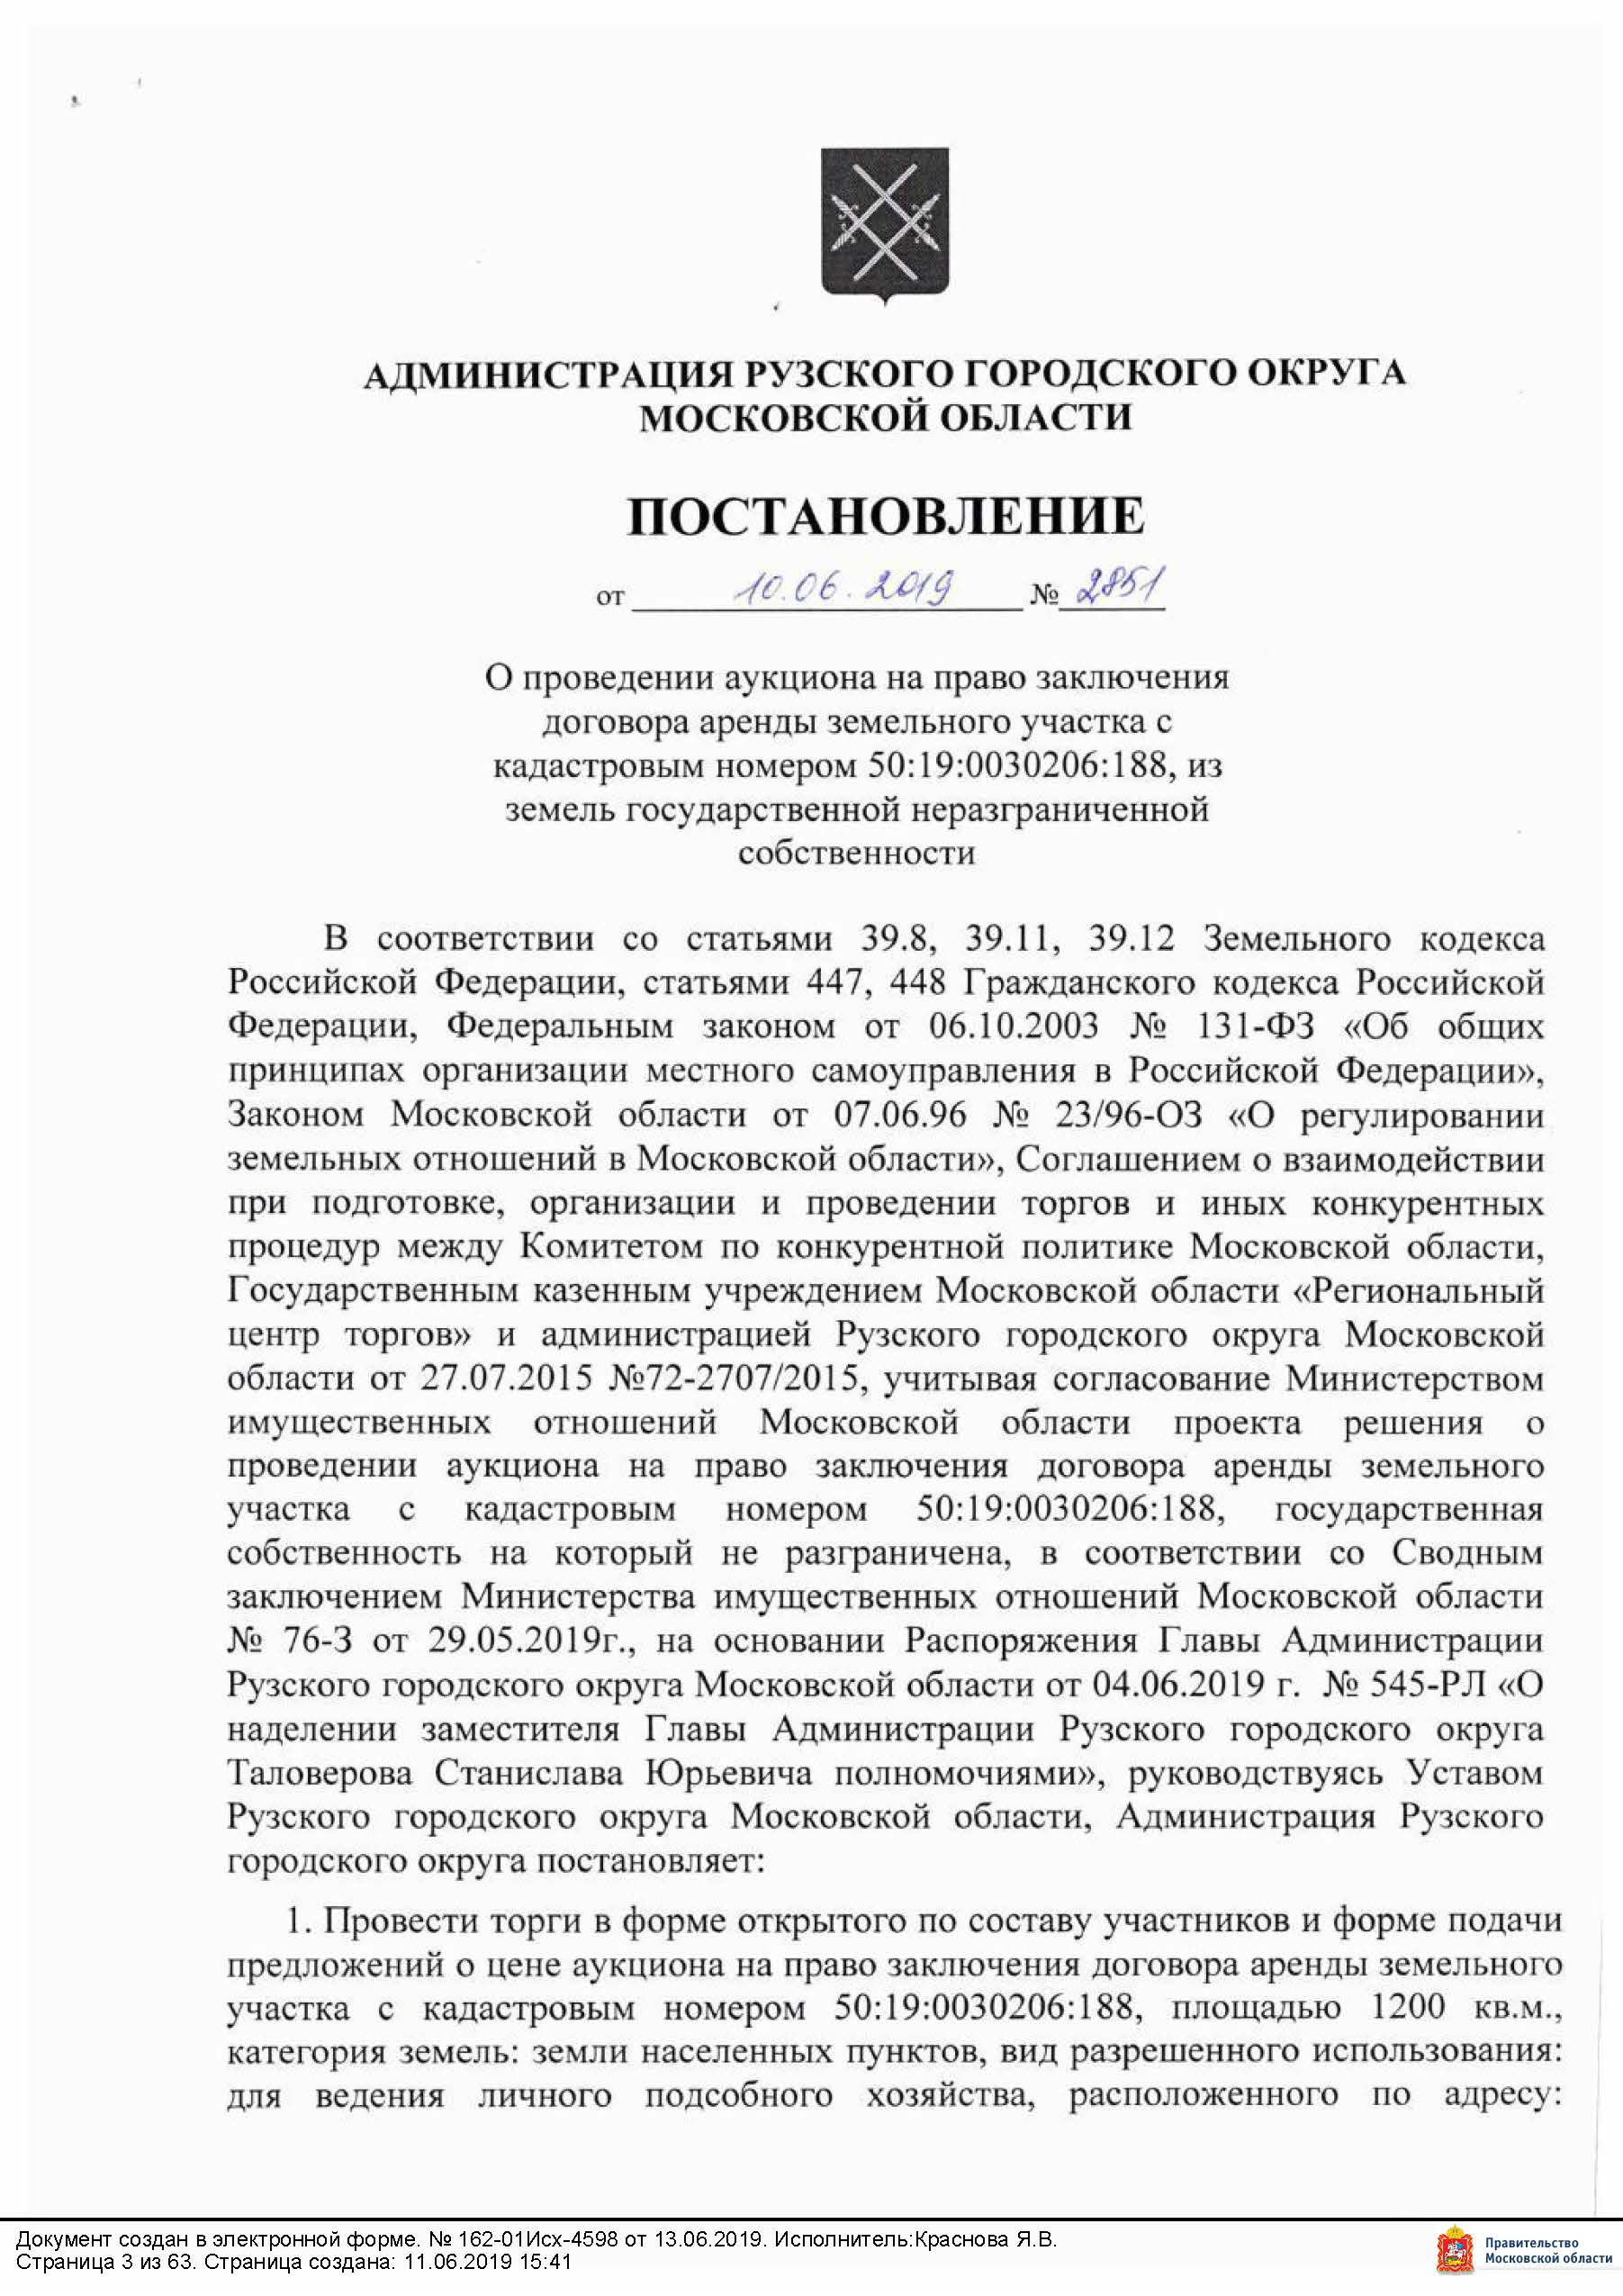 АДМИНИСТРАЦИЯ РУЗСКОГО ГОРОДСКОГО ОКРУГА
МОСКОВСКОЙ ОБЛАСТИ
ПОСТАНОВЛЕНИЕ
от 10.06.2019 № 2851
О проведении аукциона на право заключения
договора аренды земельного участка с
кадастровым номером 50:19:0030206:188, из
земель государственной неразграниченной
собственности
В соответствии со статьями 39.8, 39.11, 39.12 Земельного кодекса
Российской Федерации, статьями 447, 448 Гражданского кодекса Российской
Федерации, Федеральным законом от 06.10.2003 № 131-ФЗ «Об общих
принципах организации местного самоуправления в Российской Федерации»,
Законом Московской области от 07.06.96 № 23/96-ОЗ «О регулировании
земельных отношений в Московской области», Соглашением о взаимодействии
при подготовке, организации и проведении торгов и иных конкурентных
процедур между Комитетом по конкурентной политике Московской области,
Государственным казенным учреждением Московской области «Региональный
центр торгов» и администрацией Рузского городского округа Московской
области от 27.07.2015 №72-2707/2015, учитывая согласование Министерством
имущественных отношений Московской области проекта решения о
проведении аукциона на право заключения договора аренды земельного
участка с кадастровым номером 50:19:0030206:188, государственная
собственность на который не разграничена, в соответствии со Сводным
заключением Министерства имущественных отношений Московской области
№ 76-З от 29.05.2019г., на основании Распоряжения Главы Администрации
Рузского городского округа Московской области от 04.06.2019 г. № 545-РЛ «О
наделении заместителя Главы Администрации Рузского городского округа
Таловерова Станислава Юрьевича полномочиями», руководствуясь Уставом
Рузского городского округа Московской области, Администрация Рузского
городского округа постановляет:
1. Провести торги в форме открытого по составу участников и форме подачи
предложений о цене аукциона на право заключения договора аренды земельного
участка с кадастровым номером 50:19:0030206:188, площадью 1200 кв.м.,
категория земель: земли населенных пунктов, вид разрешенного использования:
для ведения личного подсобного хозяйства, расположенного по адресу:
Документ создан в электронной форме. № 162-01Исх-4598 от 13.06.2019. Исполнитель:Краснова Я.В.
Страница 3 из 63. Страница создана: 11.06.2019 15:41
Правительство
Московской области